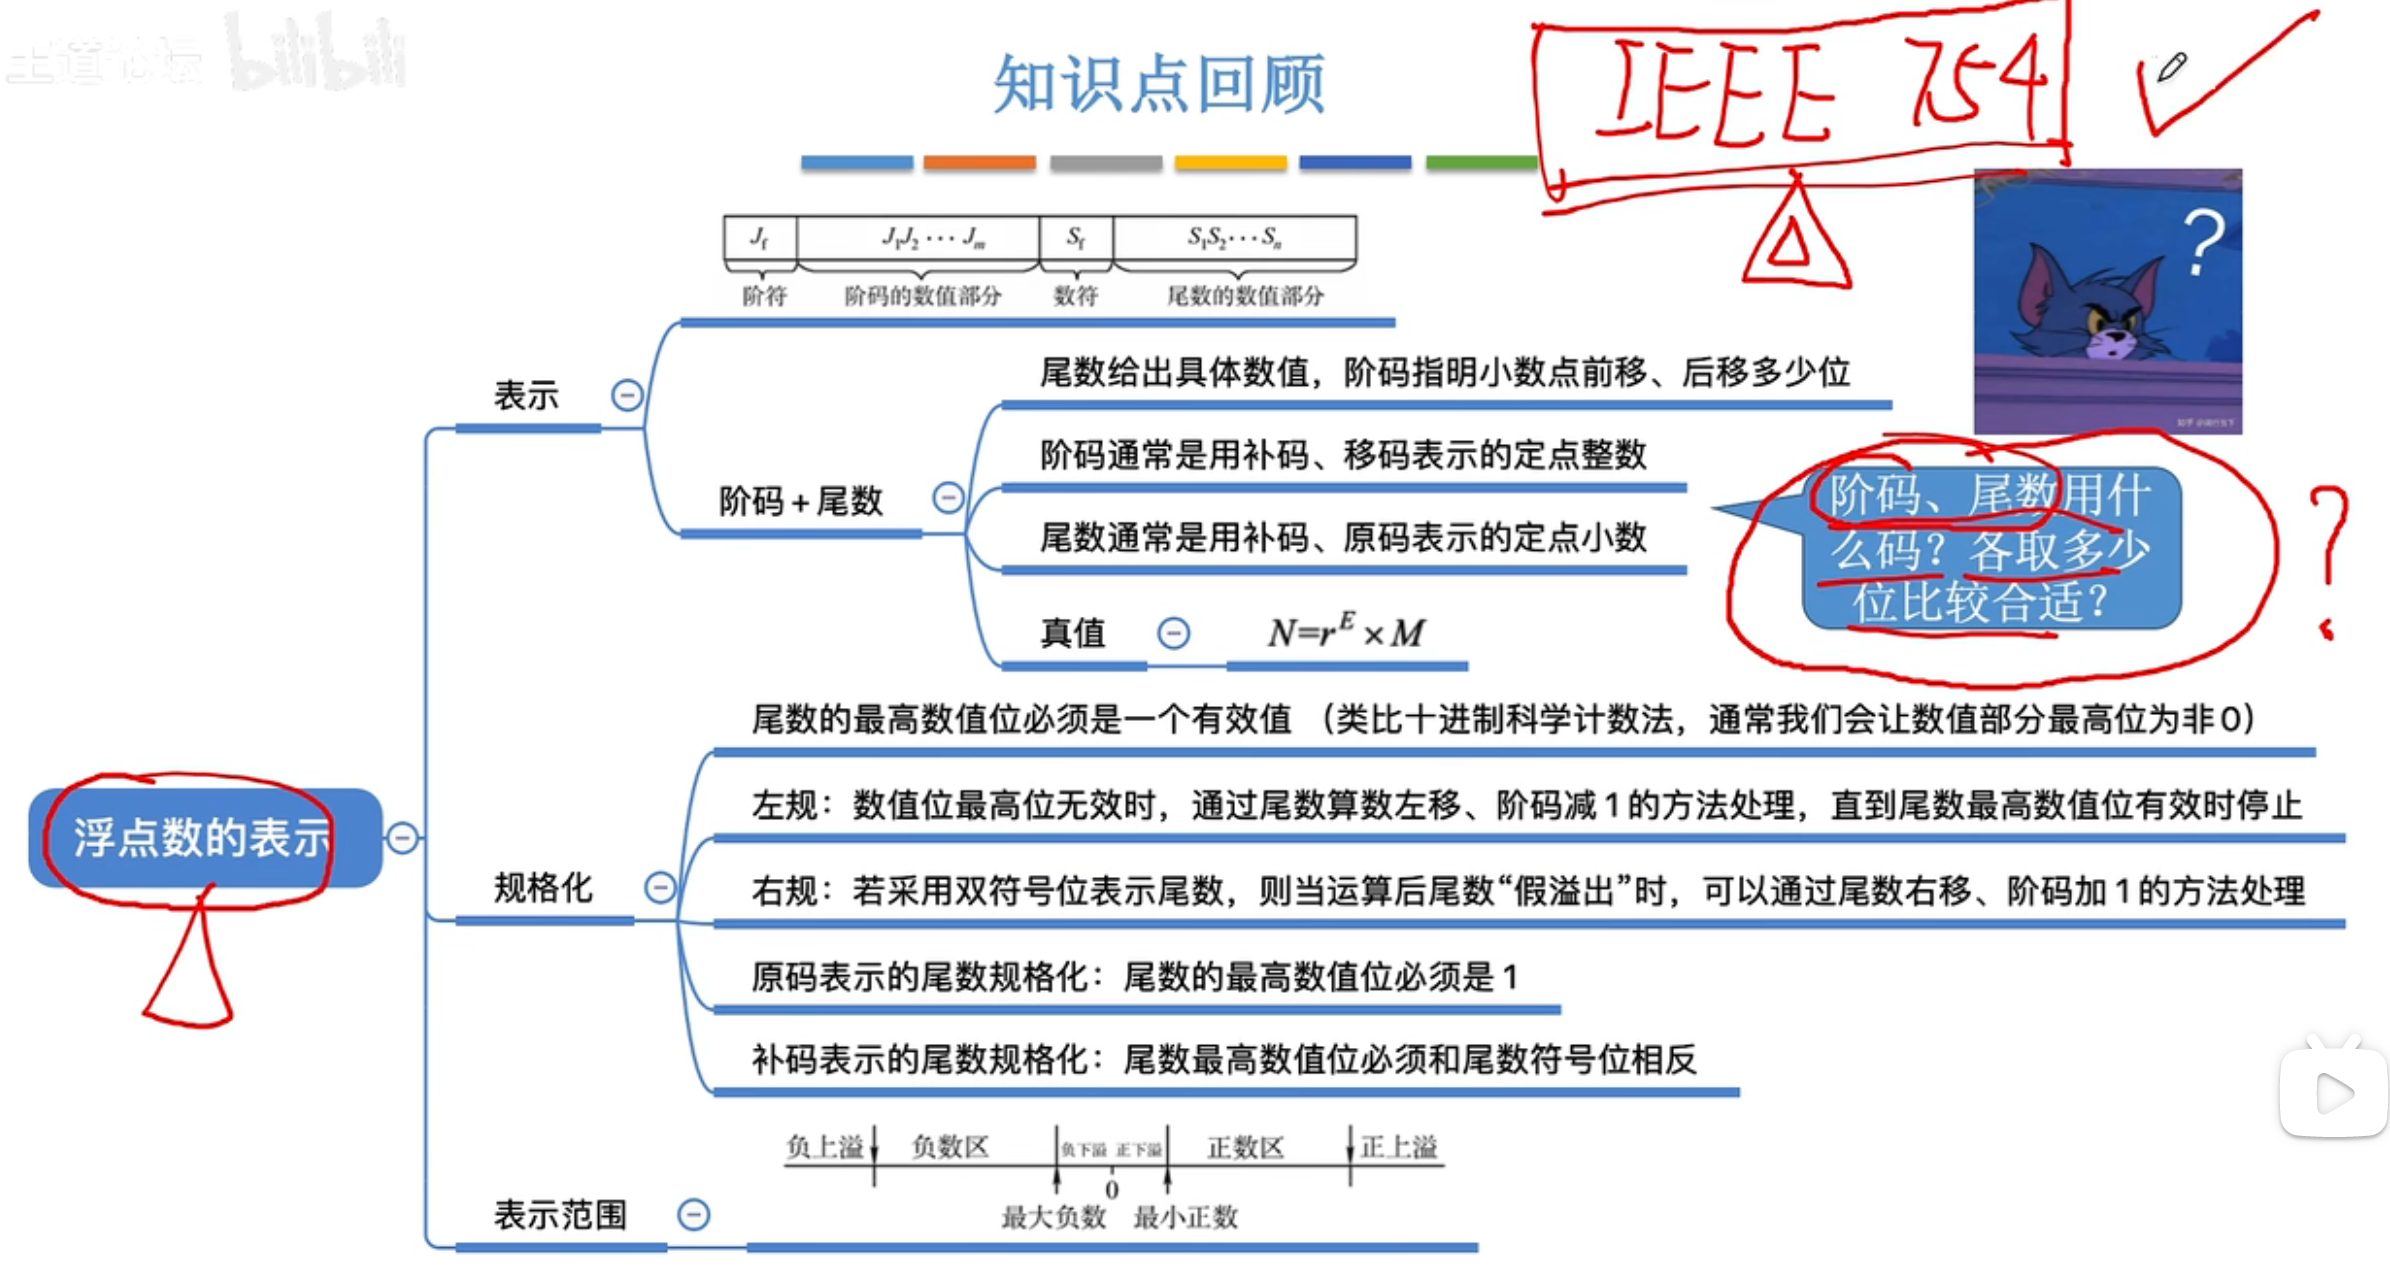 王道论坛 bilibili
知识点回顾
IEEE 754
J_f J_1J_2···J_m S_f S_1S_2···S_n
阶符 阶码的数值部分 数符 尾数的数值部分
?
知乎
表示
尾数给出具体数值，阶码指明小数点前移、后移多少位
阶码通常是用补码、移码表示的定点整数
阶码+尾数
尾数通常是用补码、原码表示的定点小数
真值 N=r^E×M
阶码、尾数用什
么码？各取多少
位比较合适？
?
尾数的最高数值位必须是一个有效值 （类比十进制科学计数法，通常我们会让数值部分最高位为非0）
左规：数值位最高位无效时，通过尾数算数左移、阶码减1的方法处理，直到尾数最高数值位有效时停止
浮点数的表示
规格化
右规：若采用双符号位表示尾数，则当运算后尾数“假溢出”时，可以通过尾数右移、阶码加1的方法处理
原码表示的尾数规格化：尾数的最高数值位必须是1
补码表示的尾数规格化：尾数最高数值位必须和尾数符号位相反
负上溢 负数区 负下溢 正下溢 正数区 正上溢
0
表示范围
最大负数 最小正数